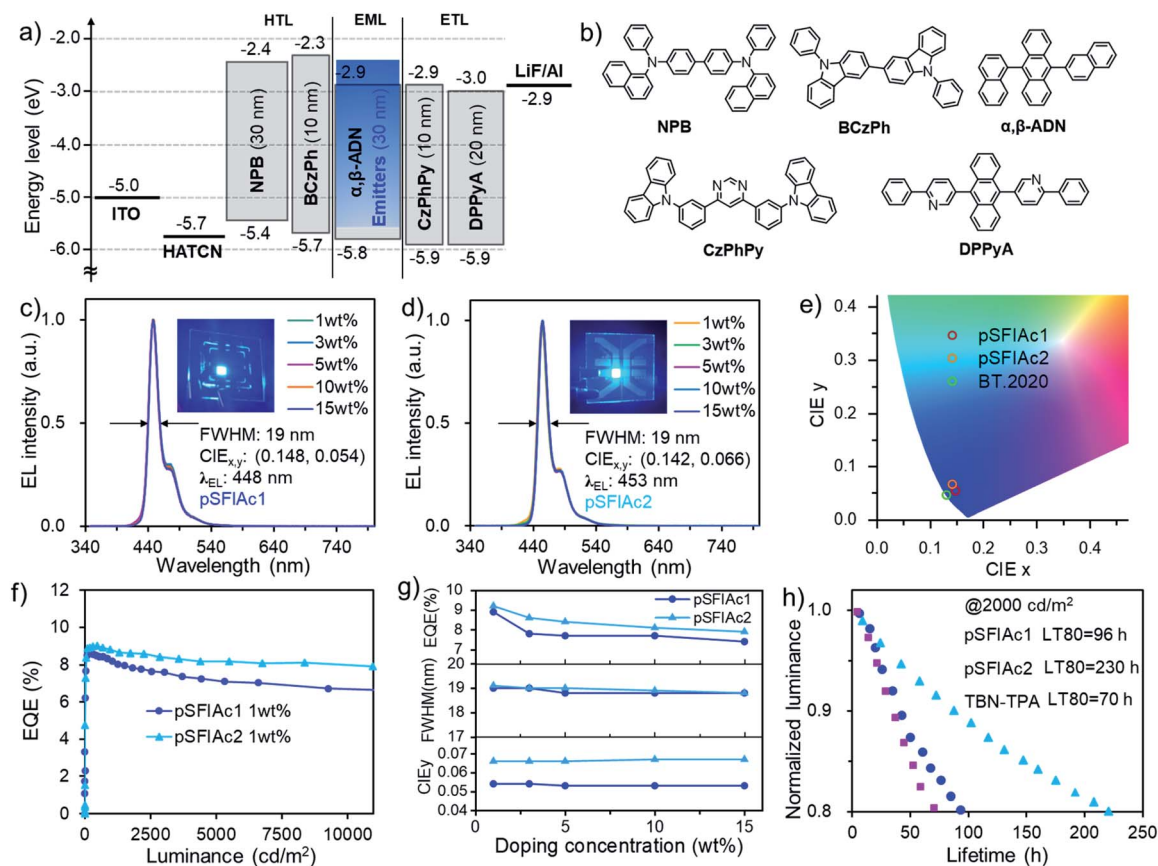 a)
HTL
EML
ETL
Energy level (eV)
-2.0
-3.0
-4.0
-5.0
-6.0
-5.0
ITO
-5.7
HATCN
-2.4
NPB (30 nm)
-5.4
-2.3
BCzPh (10 nm)
-5.7
-2.9
α,β-ADN
Emitters (30 nm)
-5.8
-2.9
CzPhPy (10 nm)
-5.9
-3.0
DPPyA (20 nm)
-5.9
LiF/Al
-2.9
b)
N
N
NPB
N
N
BCzPh
α,β-ADN
N
N
N
N
CzPhPy
N
N
DPPyA
c)
EL intensity (a.u.)
1.0
0.5
0.0
1wt%
3wt%
5wt%
10wt%
15wt%
FWHM: 19 nm
CIEx,y: (0.148, 0.054)
λEL: 448 nm
pSFIAc1
340 440 540 640 740
Wavelength (nm)
d)
EL intensity (a.u.)
1.0
0.5
0.0
1wt%
3wt%
5wt%
10wt%
15wt%
FWHM: 19 nm
CIEx,y: (0.142, 0.066)
λEL: 453 nm
pSFIAc2
340 440 540 640 740
Wavelength (nm)
e)
CIE y
0.4
0.3
0.2
0.1
0.0
pSFIAc1
pSFIAc2
BT.2020
0.0 0.1 0.2 0.3 0.4
CIE x
f)
EQE (%)
12
10
8
6
4
2
0
pSFIAc1 1wt%
pSFIAc2 1wt%
0 2500 5000 7500 10000
Luminance (cd/m²)
g)
EQE(%)
10
9
8
7
pSFIAc1
pSFIAc2
FWHM(nm)
20
19
18
17
CIEy
0.07
0.06
0.05
0.04
0 5 10 15
Doping concentration (wt%)
h)
Normalized luminance
1.0
0.9
0.8
@2000 cd/m²
pSFIAc1 LT80=96 h
pSFIAc2 LT80=230 h
TBN-TPA LT80=70 h
0 50 100 150 200
Lifetime (h)